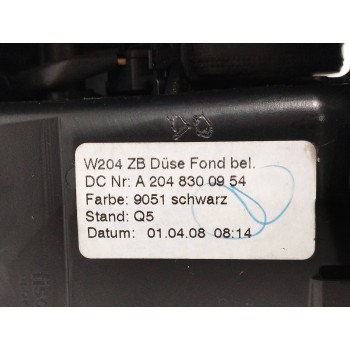 W204 ZB Düse Fond bel.
DC Nr: A 204 830 09 54
Farbe: 9051 schwarz
Stand: Q5
Datum: 01.04.08 08:14